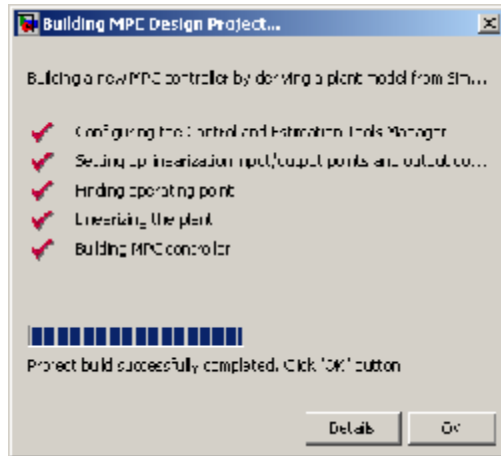 Building MPC Design Project...
Building a new MPC controller by deriving a plant model from Sim...
Configuring the Control and Estimation Tools Manager
Setting up linearization input/output points and output co...
Finding operating point
Linearizing the plant
Building MPC controller
Project build successfully completed. Click 'OK' button
Details
OK